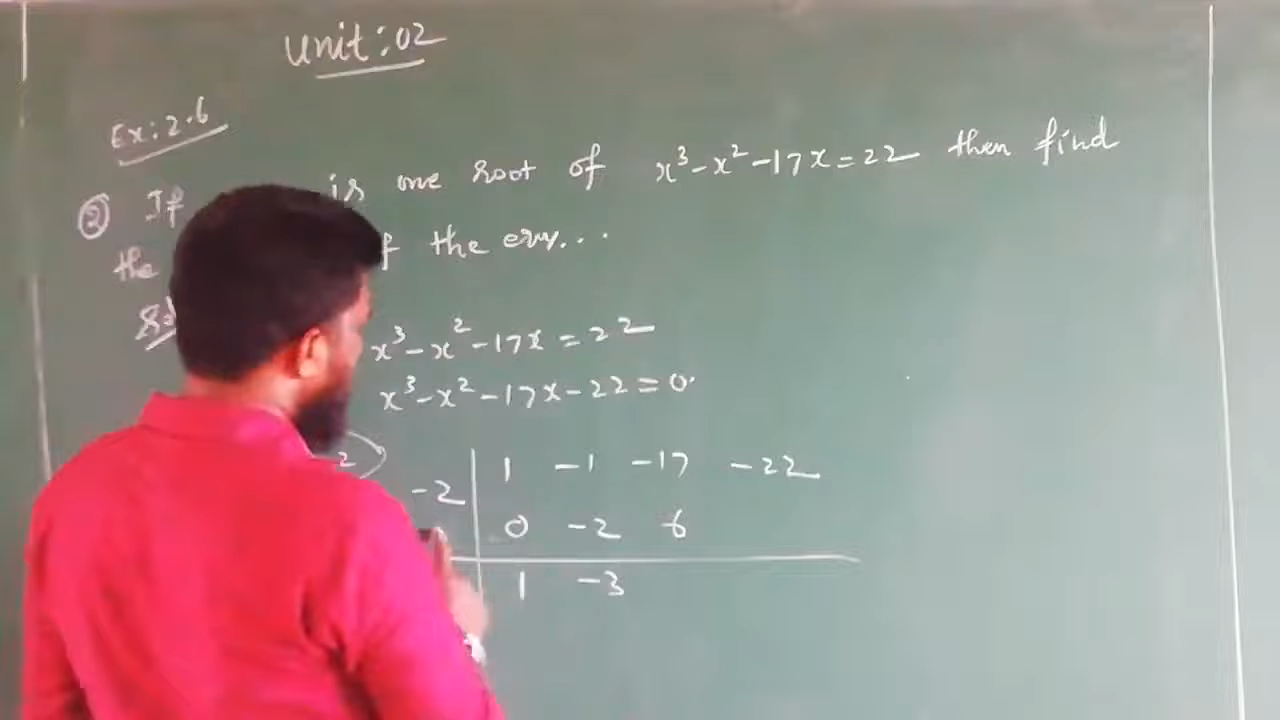 Unit: 02
Ex: 2.6
② If is one root of x³-x²-17x=22 then find
the the
x³-x²-17x=22
x³-x²-17x-22=0
-2 | 1 -1 -17 -22
0 -2 6
1 -3